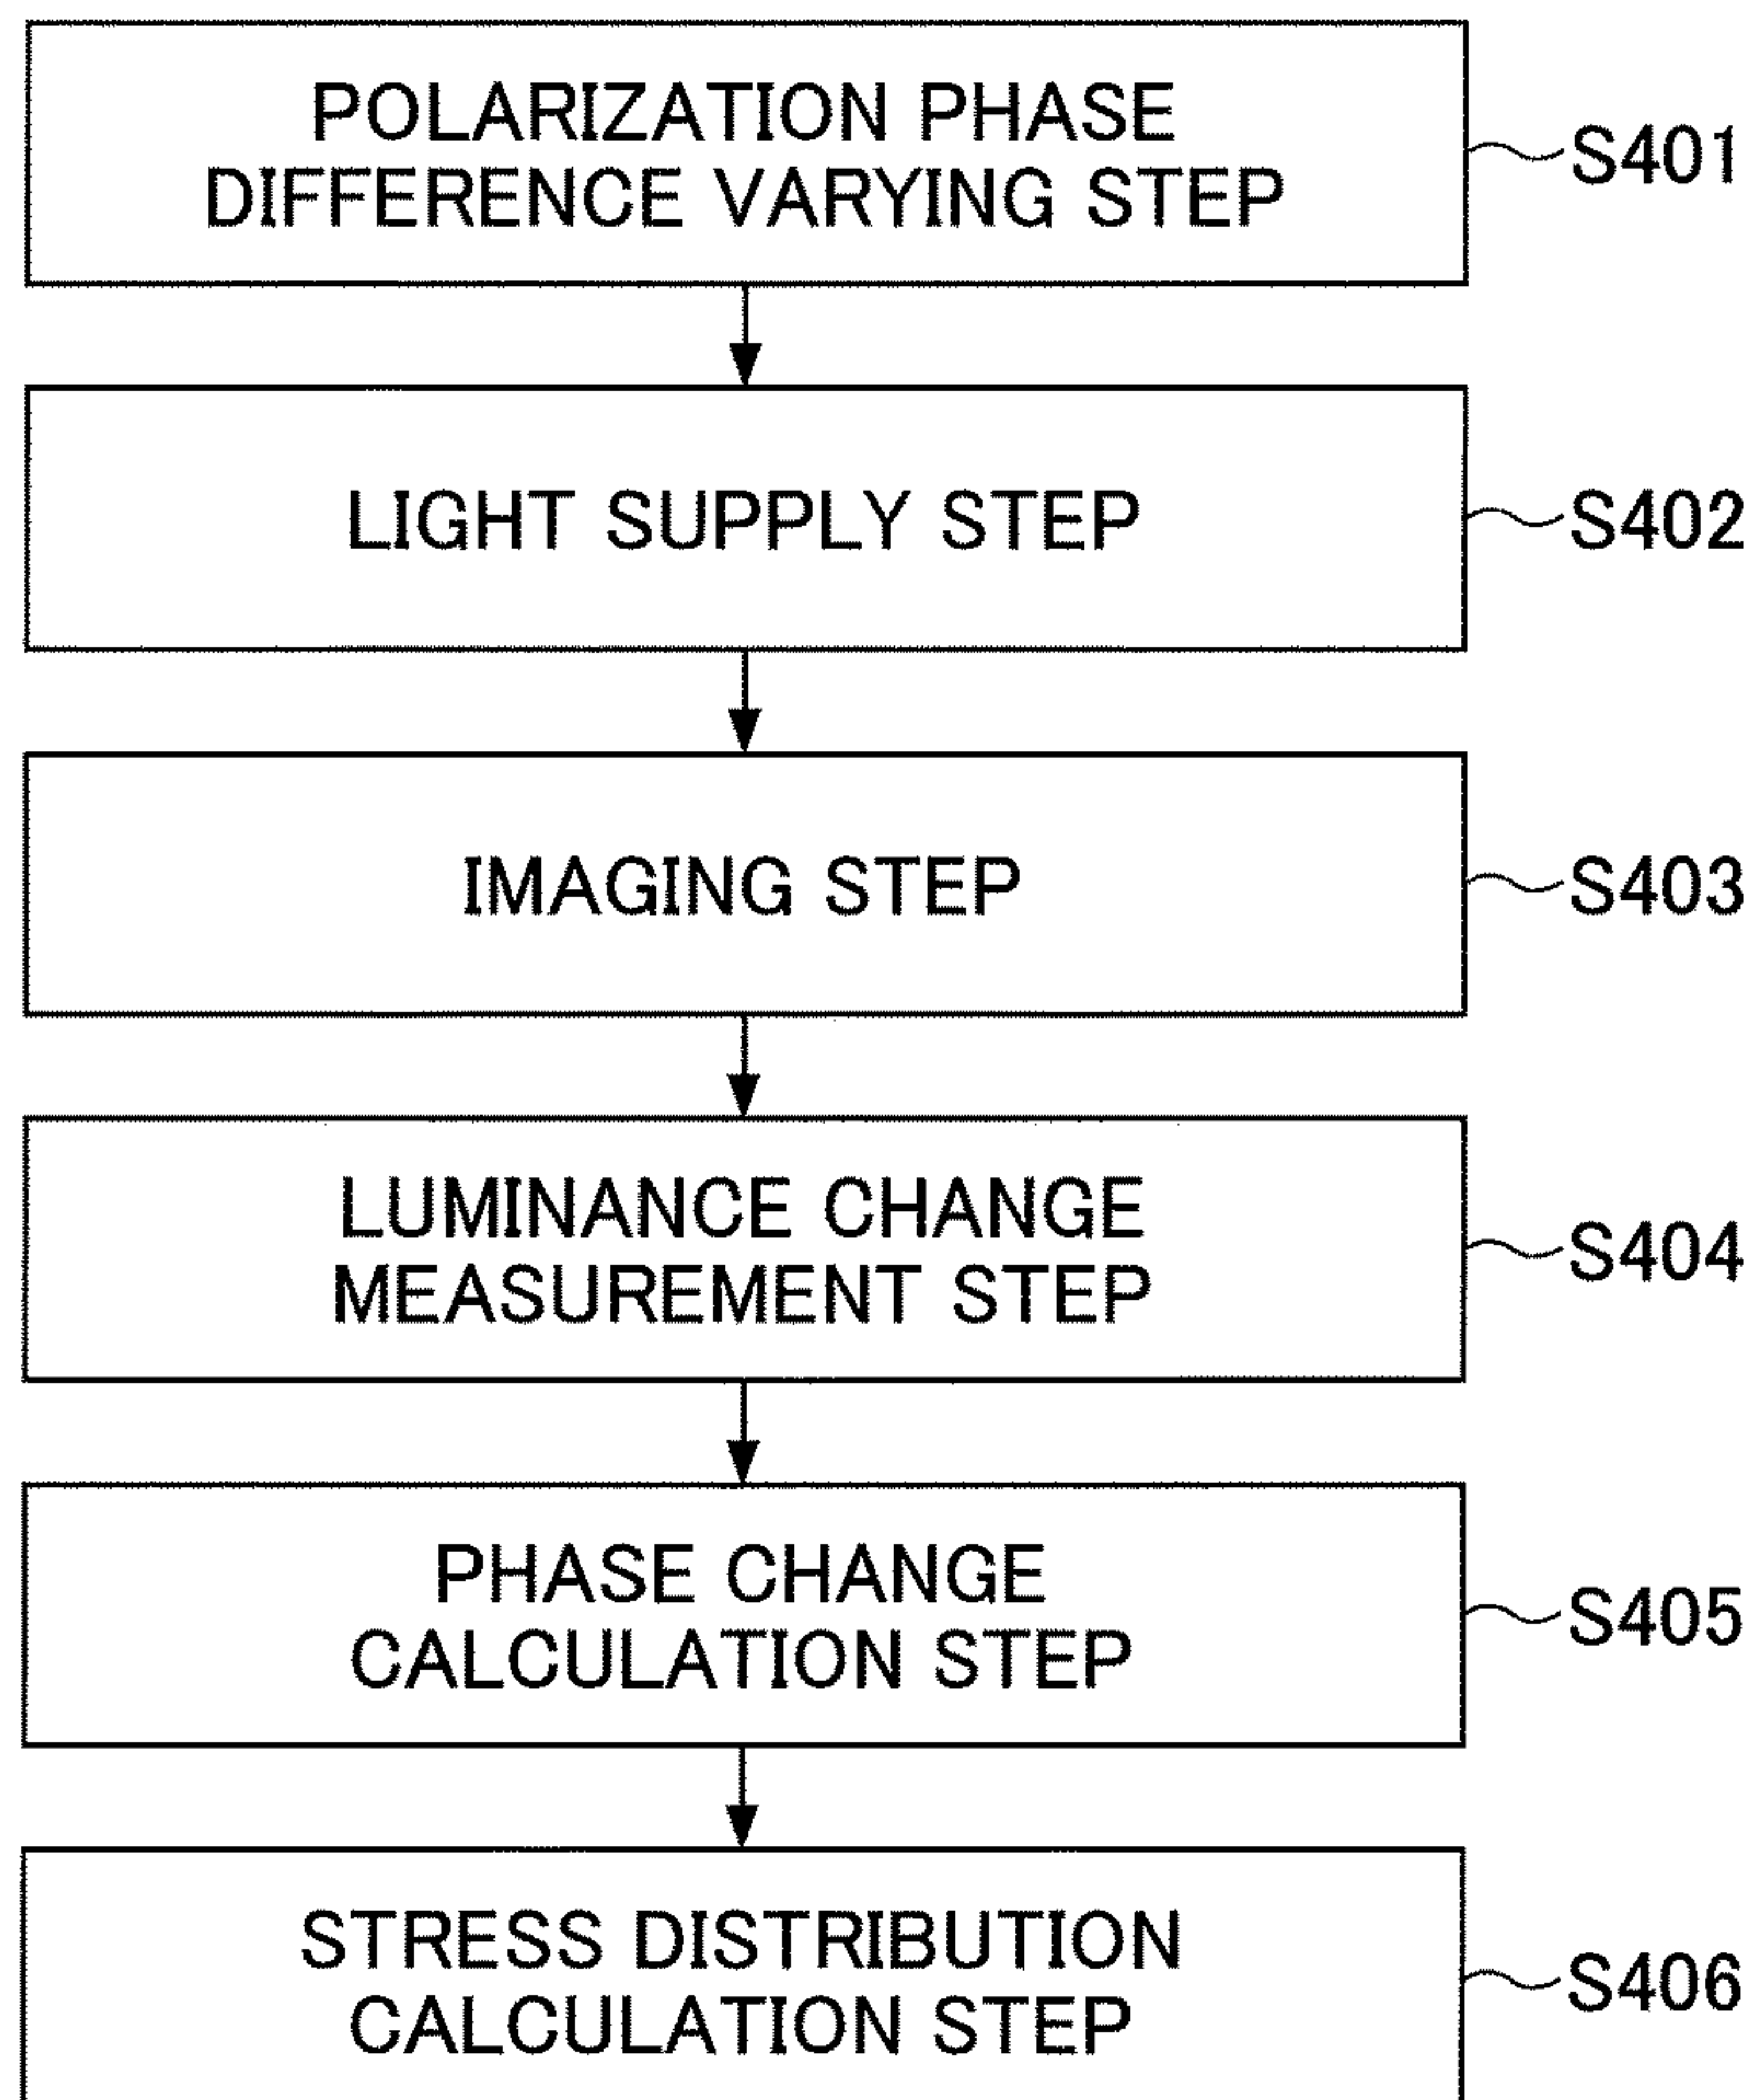 POLARIZATION PHASE
DIFFERENCE VARYING STEP
S401
LIGHT SUPPLY STEP
S402
IMAGING STEP
S403
LUMINANCE CHANGE
MEASUREMENT STEP
S404
PHASE CHANGE
CALCULATION STEP
S405
STRESS DISTRIBUTION
CALCULATION STEP
S406